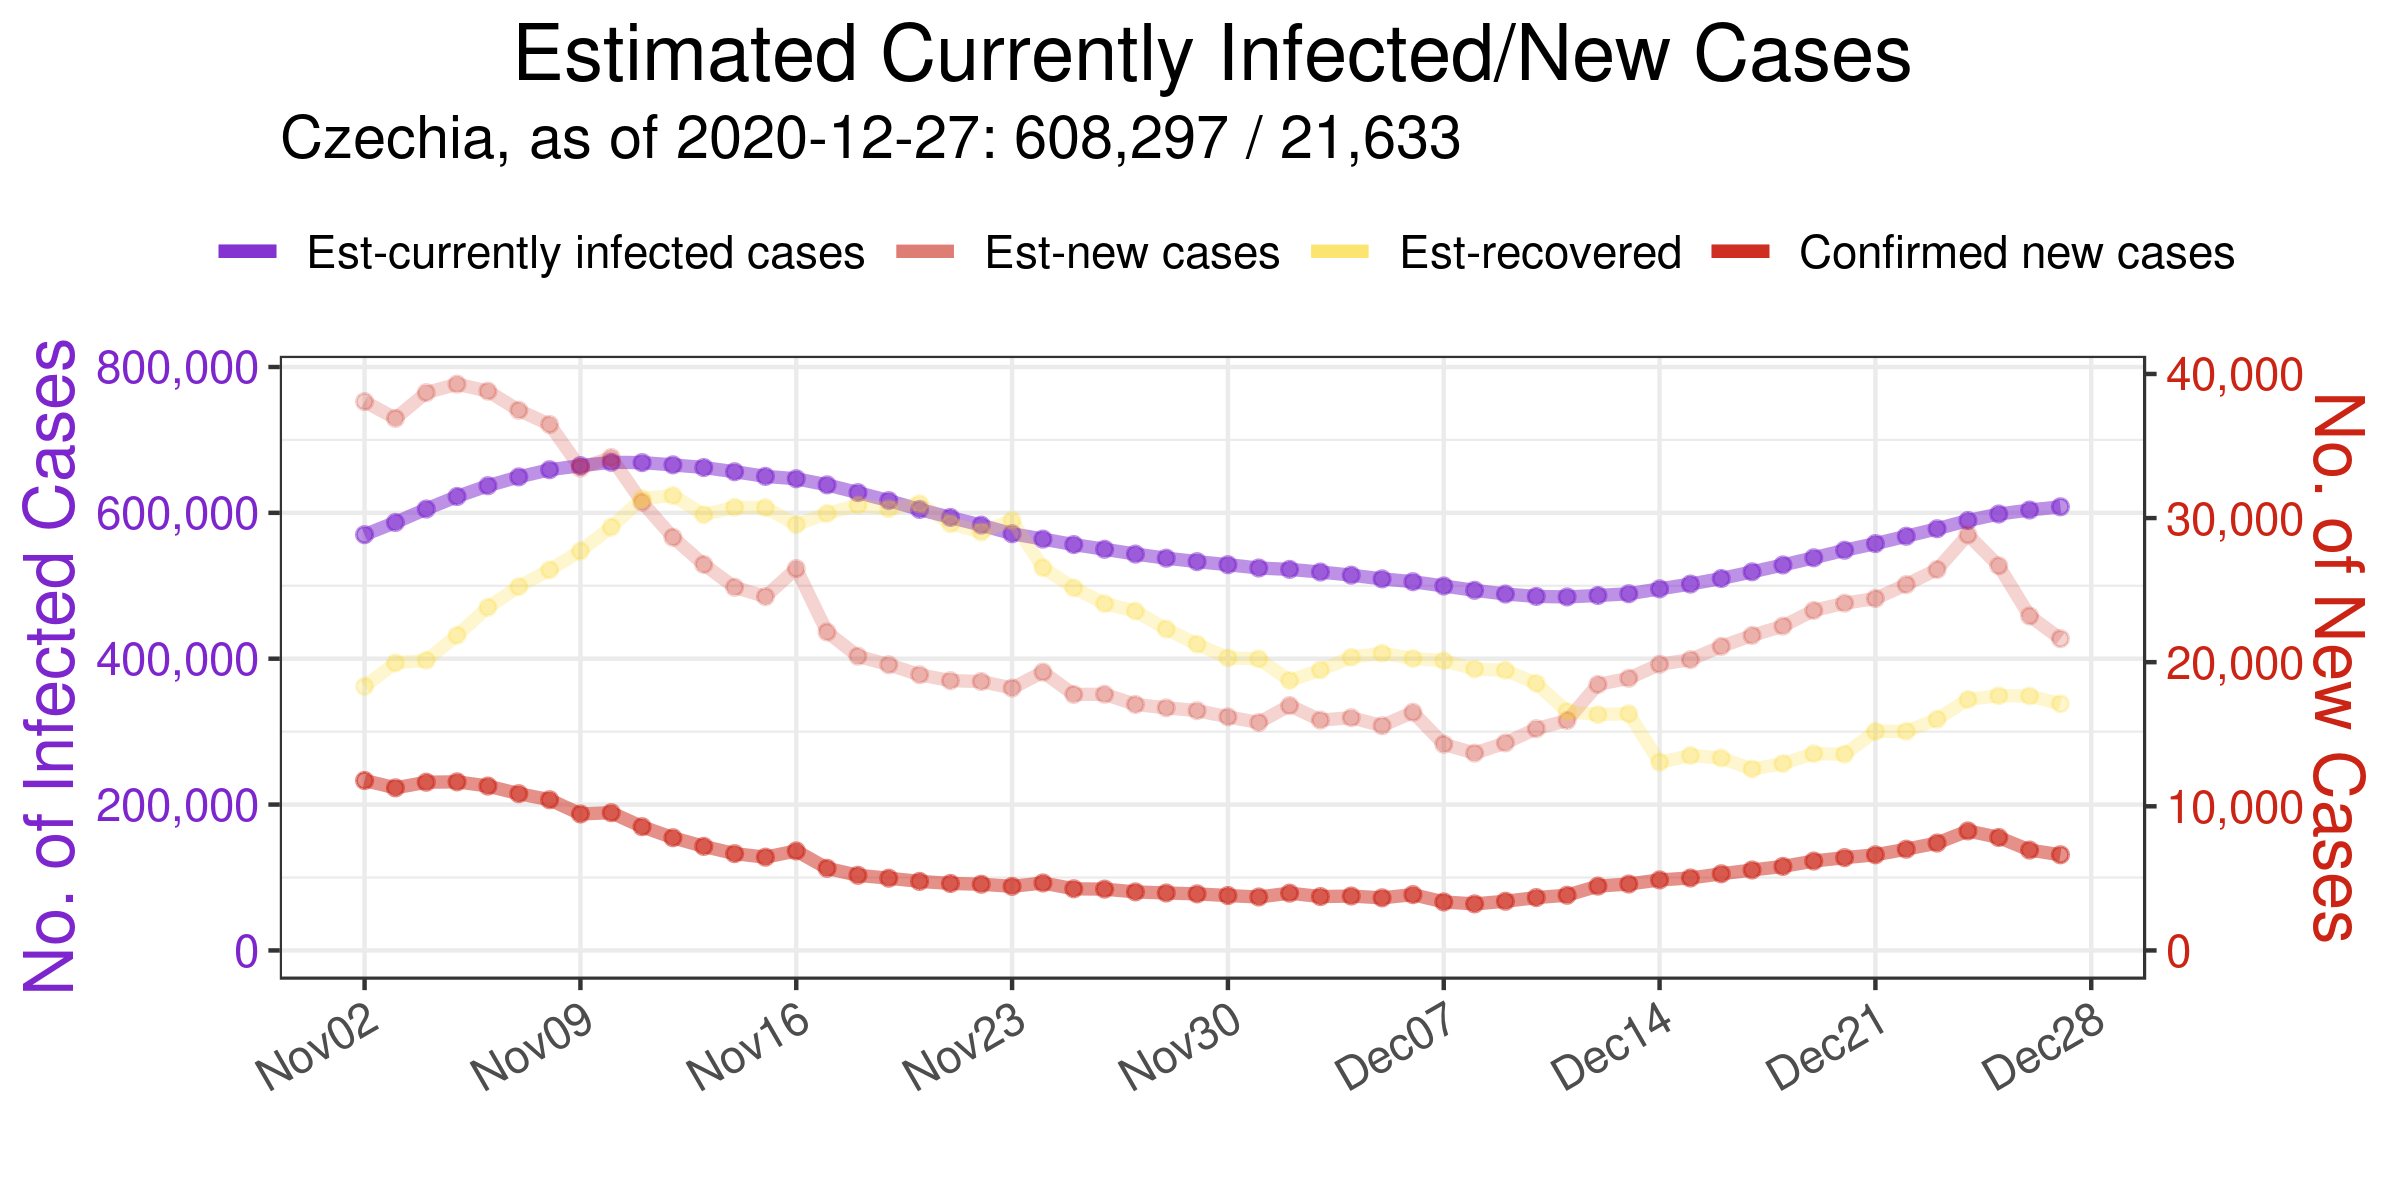 Estimated Currently Infected/New Cases
Czechia, as of 2020-12-27: 608,297 / 21,633
Est-currently infected cases Est-new cases Est-recovered Confirmed new cases
No. of Infected Cases
800,000
600,000
400,000
200,000
0
40,000
30,000
20,000
10,000
0
No. of New Cases
Nov02 Nov09 Nov16 Nov23 Nov30 Dec07 Dec14 Dec21 Dec28